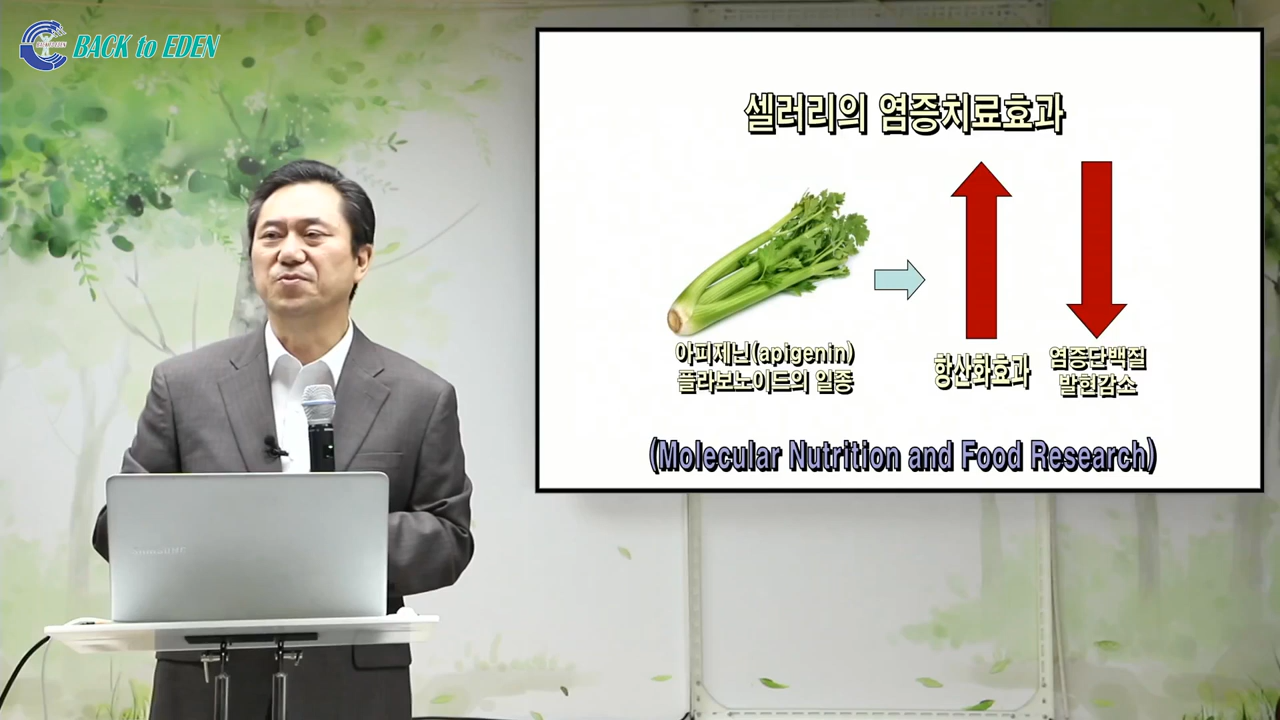 BACK to EDEN
셀러리의 염증치료효과
아피제닌(apigenin)
플라보노이드의 일종
항산화효과
염증단백질
발현감소
(Molecular Nutrition and Food Research)